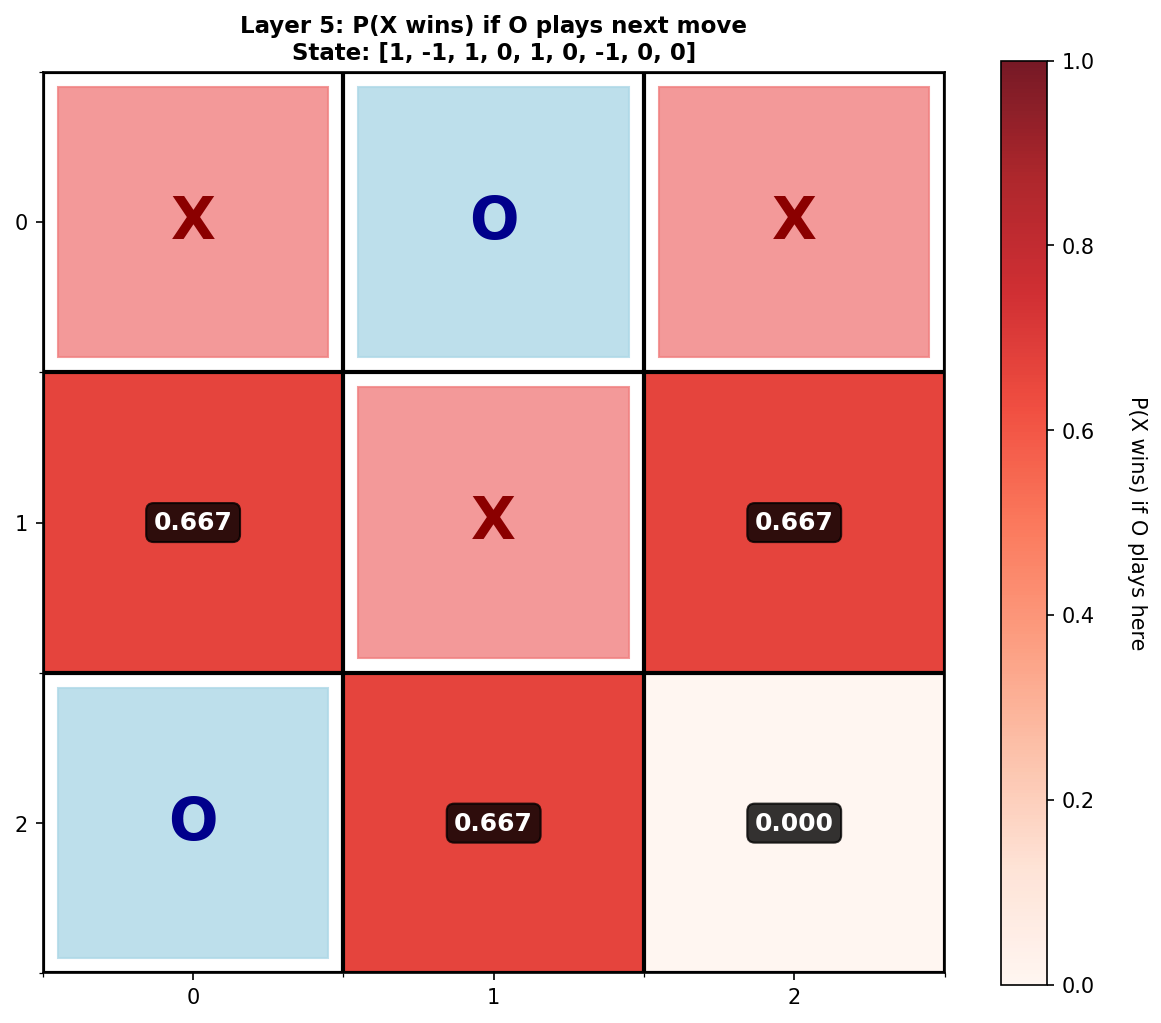 Layer 5: P(X wins) if O plays next move
State: [1, -1, 1, 0, 1, 0, -1, 0, 0]
X
O
X
0
0.667
X
0.667
1
O
0.667
0.000
2
0
1
2
1.0
0.8
0.6
0.4
0.2
0.0
P(X wins) if O plays here